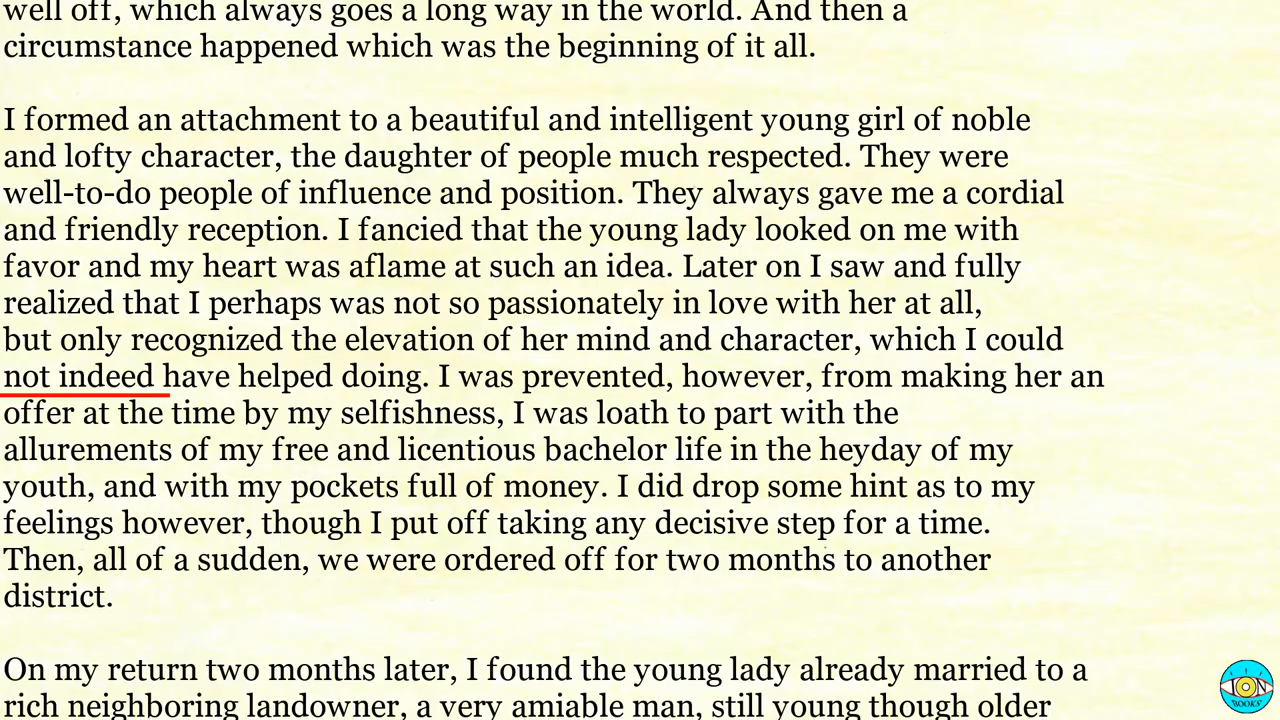 well off, which always goes a long way in the world. And then a
circumstance happened which was the beginning of it all.
I formed an attachment to a beautiful and intelligent young girl of noble
and lofty character, the daughter of people much respected. They were
well-to-do people of influence and position. They always gave me a cordial
and friendly reception. I fancied that the young lady looked on me with
favor and my heart was aflame at such an idea. Later on I saw and fully
realized that I perhaps was not so passionately in love with her at all,
but only recognized the elevation of her mind and character, which I could
not indeed have helped doing. I was prevented, however, from making her an
offer at the time by my selfishness, I was loath to part with the
allurements of my free and licentious bachelor life in the heyday of my
youth, and with my pockets full of money. I did drop some hint as to my
feelings however, though I put off taking any decisive step for a time.
Then, all of a sudden, we were ordered off for two months to another
district.
On my return two months later, I found the young lady already married to a
rich neighboring landowner, a very amiable man, still young though older
ION
BOOKS